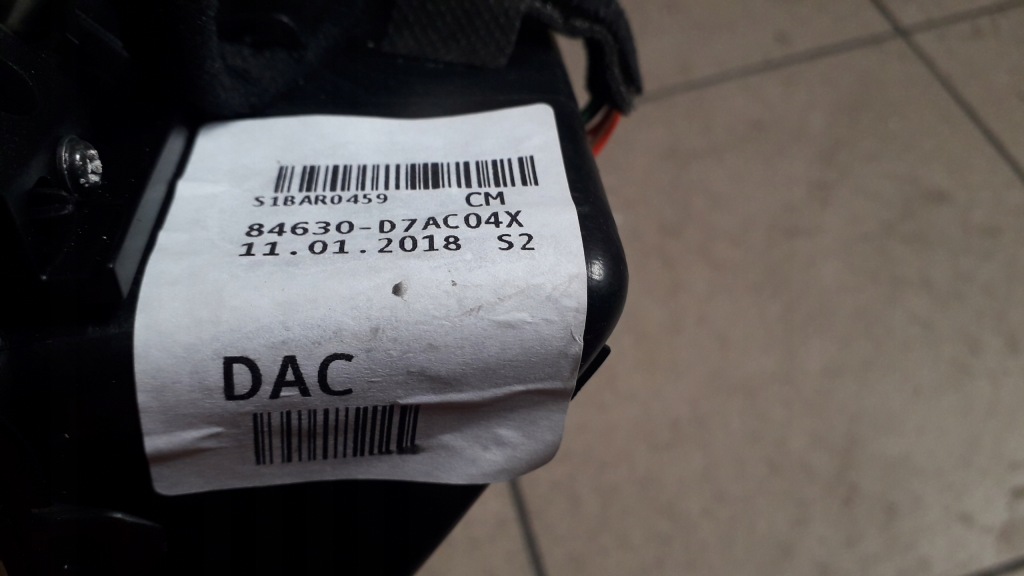 S1BAR0459 CM
84630-D7AC04X
11.01.2018 S2
DAC